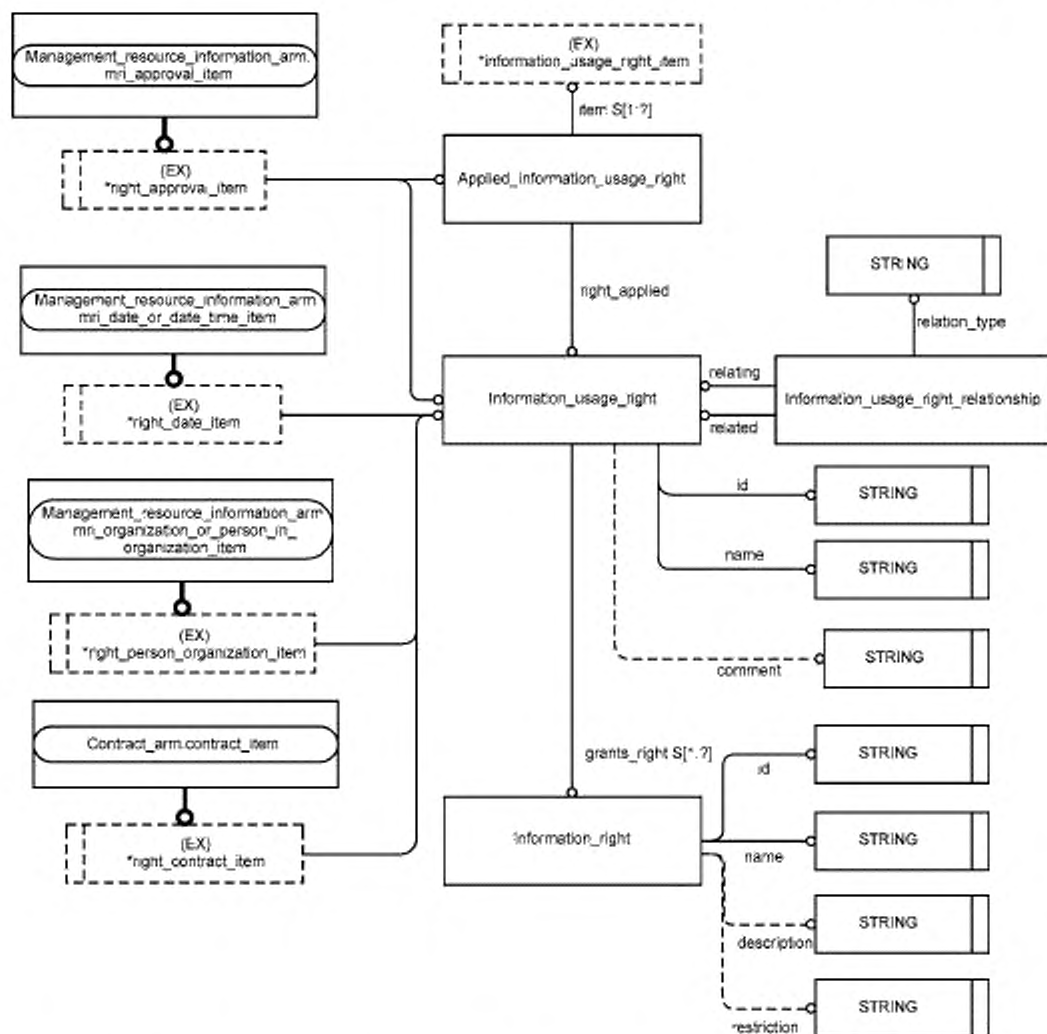 Management_resource_information_arm.
mri_approval_item
(EX)
*right_approval_item
(EX)
*information_usage_right_item
item S[1:?]
Applied_information_usage_right
right_applied
Management_resource_information_arm
mri_date_or_date_time_item
(EX)
*right_date_item
STRING
relation_type
Information_usage_right
relating
related
Information_usage_right_relationship
id
STRING
name
STRING
comment
STRING
Management_resource_information_arm
mri_organization_or_person_in_
organization_item
(EX)
*right_person_organization_item
Contract_arm.contract_item
(EX)
*right_contract_item
grants_right
Information_right
id
STRING
name
STRING
description
STRING
restriction
STRING